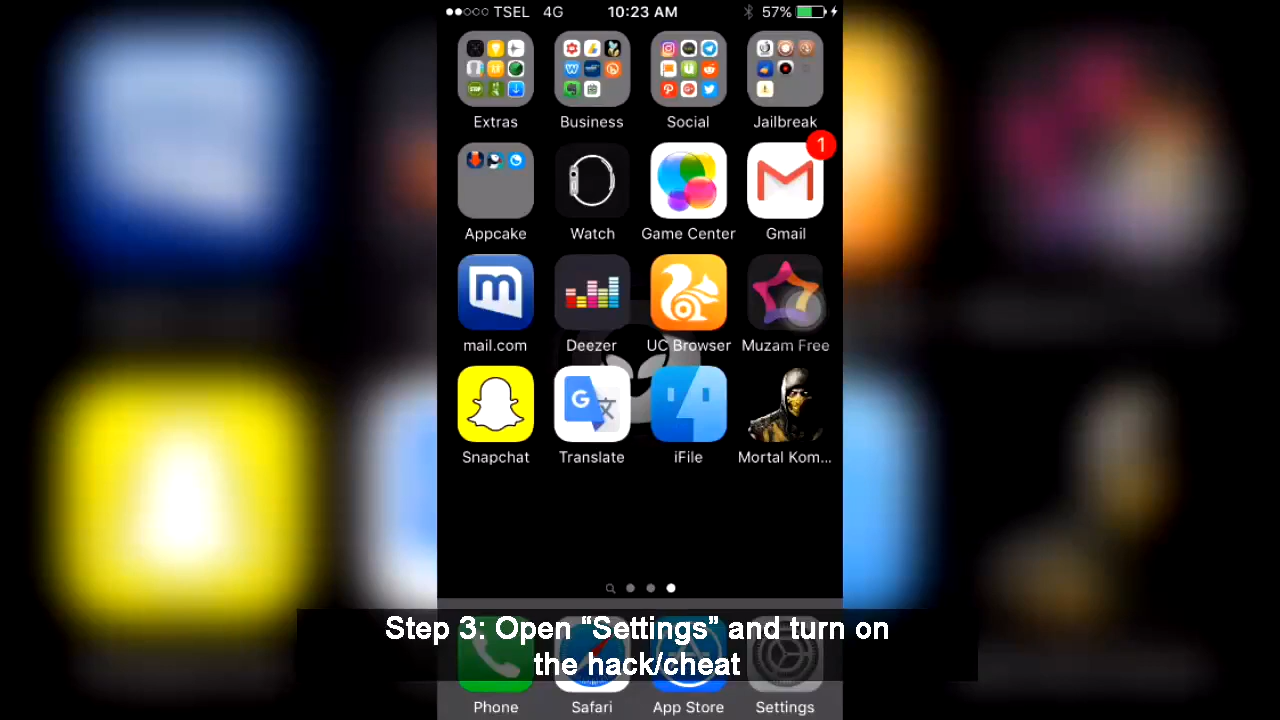 TSEL 4G 10:23 AM 57%
Extras Business Social Jailbreak
1
Appcake Watch Game Center Gmail
mail.com Deezer UC Browser Muzam Free
Snapchat Translate iFile Mortal Kom...
Step 3: Open “Settings” and turn on
the hack/cheat
Phone Safari App Store Settings